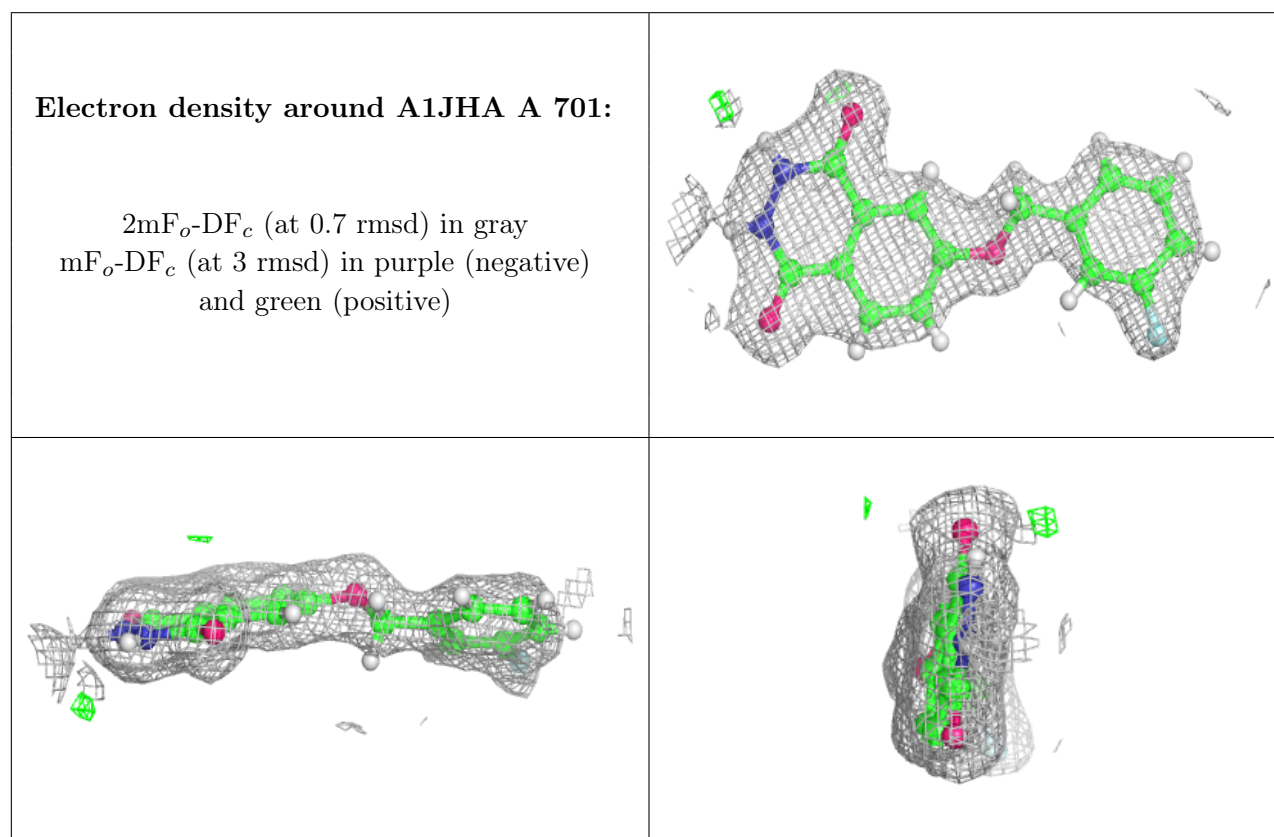 Electron density around A1JHA A 701:
2mFo-DFc (at 0.7 rmsd) in gray
mFo-DFc (at 3 rmsd) in purple (negative)
and green (positive)